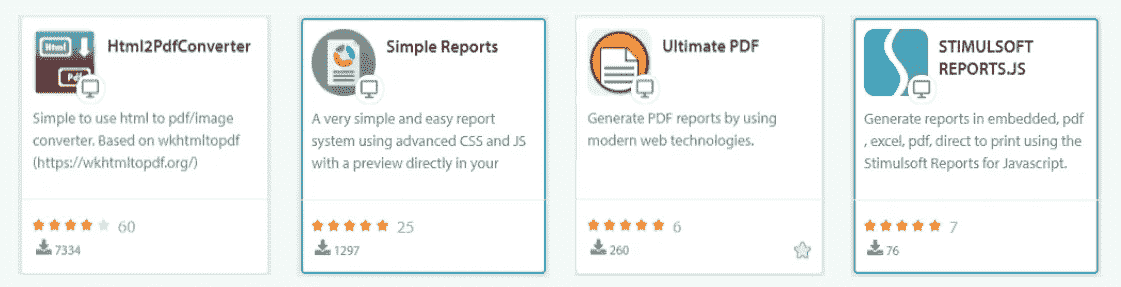 Html
Pdf
Html2PdfConverter
Simple to use html to pdf/image
converter. Based on wkhtmltopdf
(https://wkhtmltopdf.org/)
60
7334
Simple Reports
A very simple and easy report
system using advanced CSS and JS
with a preview directly in your
25
1297
Ultimate PDF
Generate PDF reports by using
modern web technologies.
6
260
STIMULSOFT
REPORTS.JS
Generate reports in embedded, pdf
, excel, pdf, direct to print using the
Stimulsoft Reports for Javascript.
7
76